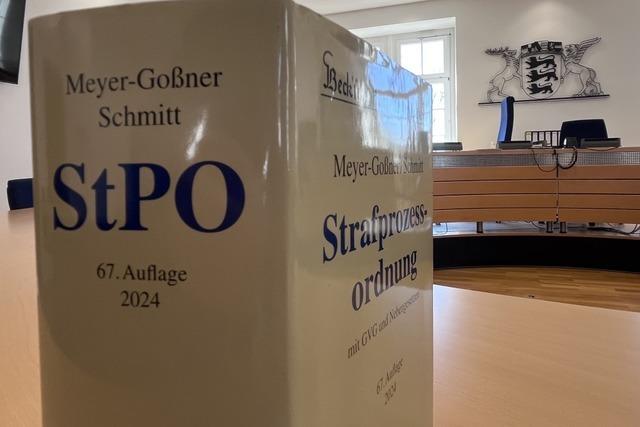 Meyer-Goßner
Schmitt
StPO
67. Auflage
2024
Beck'
Meyer-Goßner/Schmitt
Strafprozess-
ordnung
mit GVG und Nebengesetzen
67. Auflage
2024